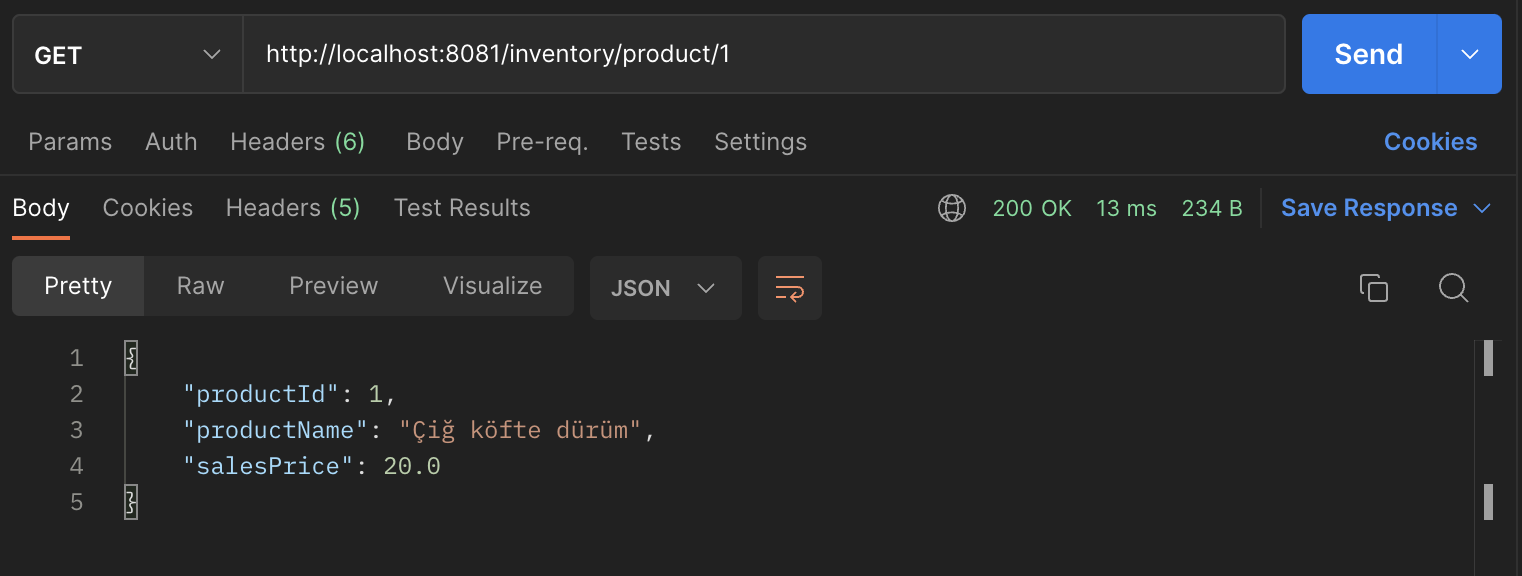 GET http://localhost:8081/inventory/product/1 Send
Params Auth Headers (6) Body Pre-req. Tests Settings Cookies
Body Cookies Headers (5) Test Results 200 OK 13 ms 234 B Save Response
Pretty Raw Preview Visualize JSON
1 {
2 "productId": 1,
3 "productName": "Çiğ köfte dürüm",
4 "salesPrice": 20.0
5 }